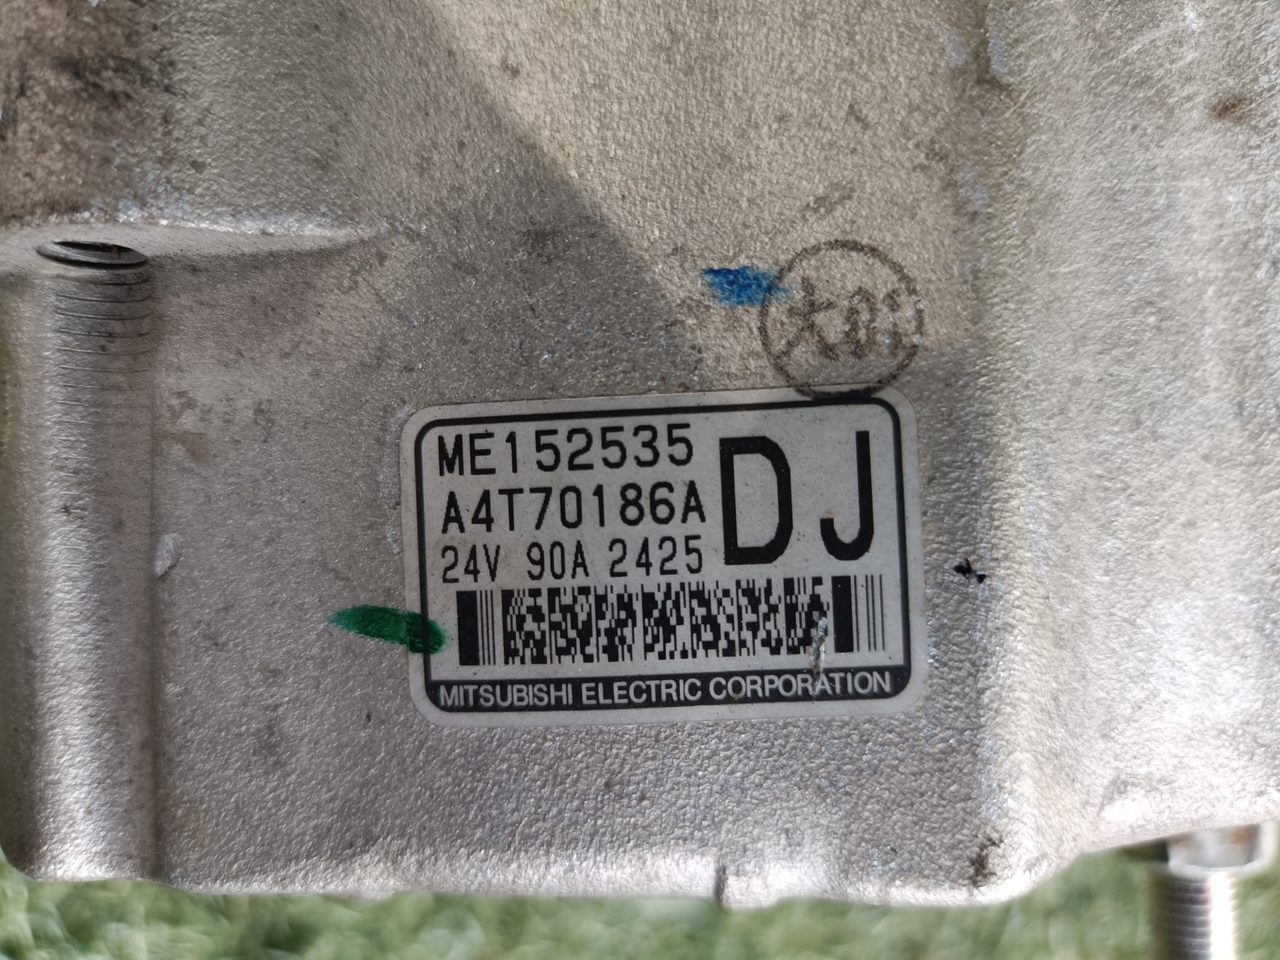 ME152535
A4T70186A
24V 90A 2425
DJ
MITSUBISHI ELECTRIC CORPORATION